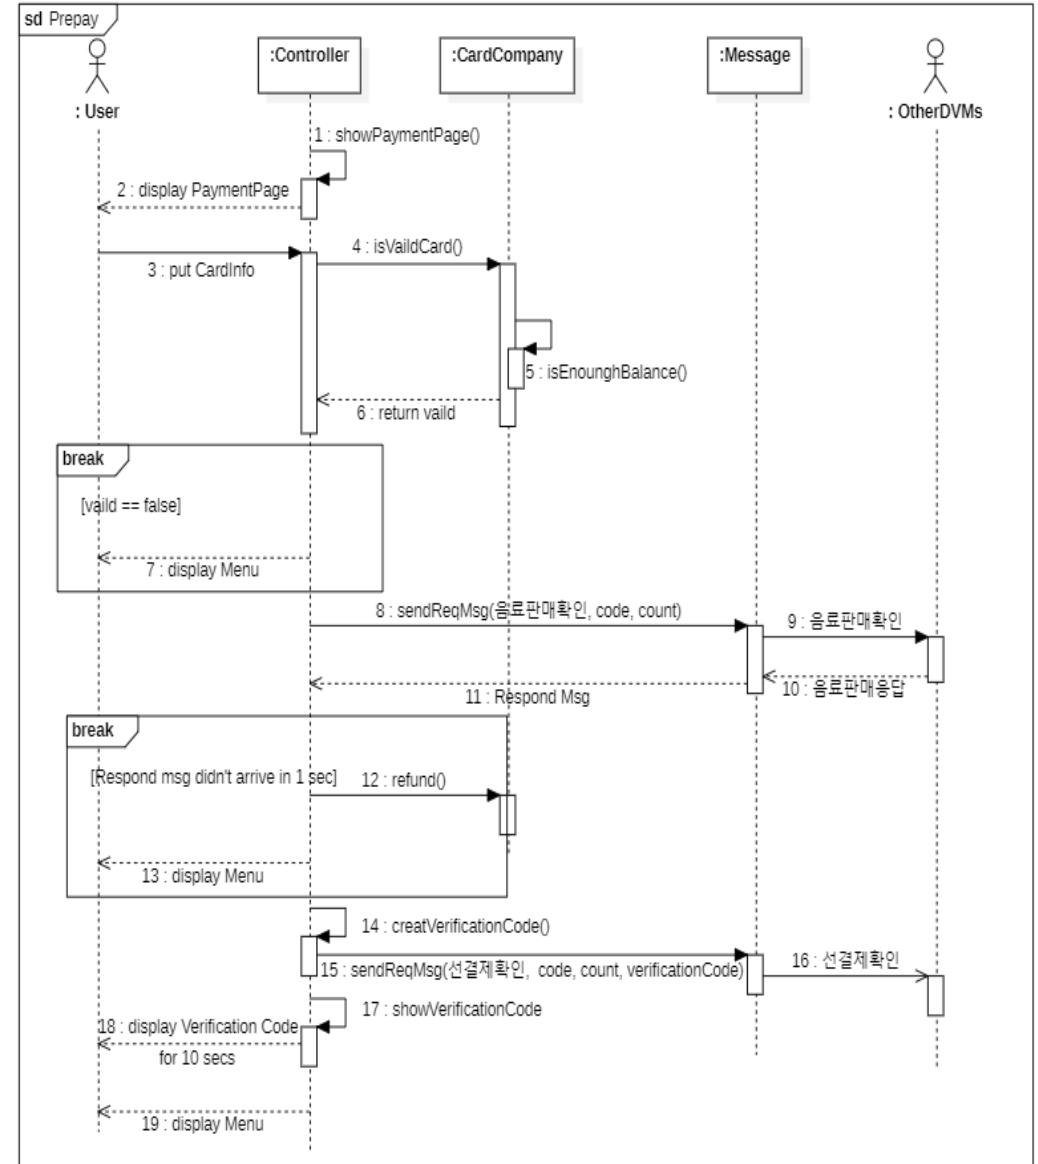 sd Prepay
: User
:Controller
:CardCompany
:Message
: OtherDVMs
1 : showPaymentPage()
2 : display PaymentPage
3 : put CardInfo
4 : isVaildCard()
5 : isEnounghBalance()
6 : return vaild
break
[vaild == false]
7 : display Menu
8 : sendReqMsg(음료판매확인, code, count)
9 : 음료판매확인
10 : 음료판매응답
11 : Respond Msg
break
[Respond msg didn't arrive in 1 sec]
12 : refund()
13 : display Menu
14 : creatVerificationCode()
15 : sendReqMsg(선결제확인, code, count, verificationCode)
16 : 선결제확인
17 : showVerificationCode
18 : display Verification Code
for 10 secs
19 : display Menu